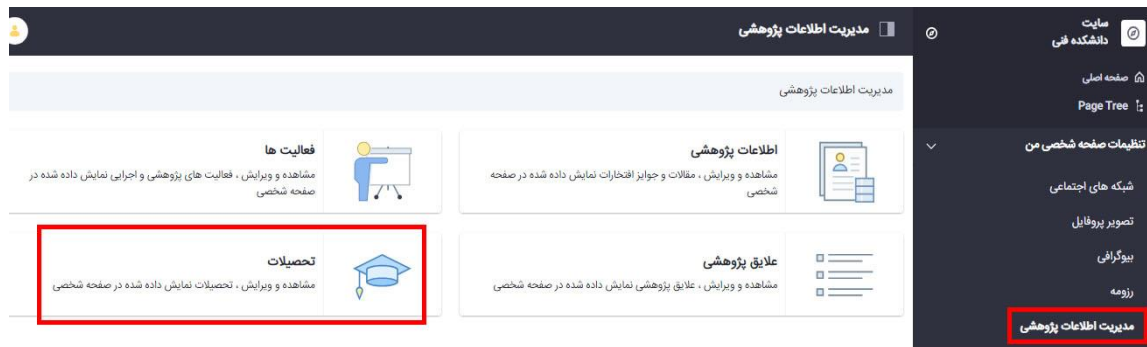 سایت
دانشکده فنی
صفحه اصلی
Page Tree
تنظیمات صفحه شخصی من
شبکه های اجتماعی
تصویر پروفایل
بیوگرافی
رزومه
مدیریت اطلاعات پژوهشی
مدیریت اطلاعات پژوهشی
مدیریت اطلاعات پژوهشی
اطلاعات پژوهشی
مشاهده و ویرایش ، مقالات و جوایز افتخارات نمایش داده شده در صفحه
شخصی
فعالیت ها
مشاهده و ویرایش ، فعالیت های پژوهشی و اجرایی نمایش داده شده در
صفحه شخصی
علایق پژوهشی
مشاهده و ویرایش ، علایق پژوهشی نمایش داده شده در صفحه شخصی
تحصیلات
مشاهده و ویرایش ، تحصیلات نمایش داده شده در صفحه شخصی